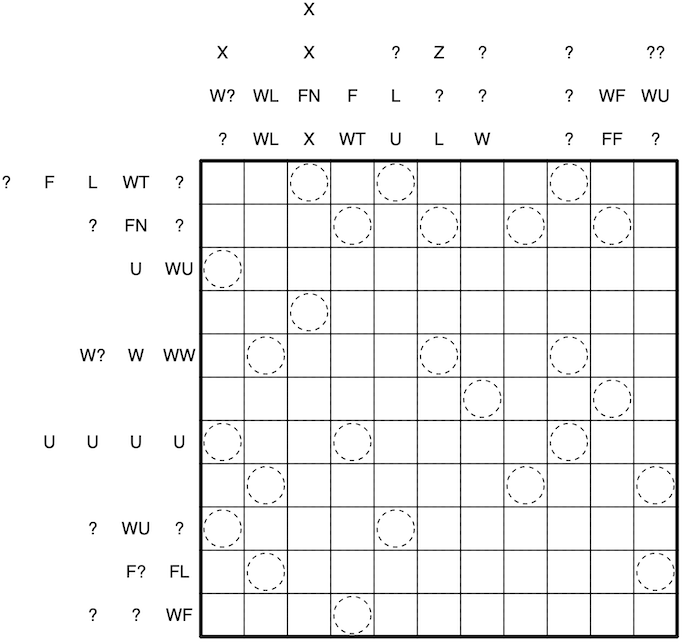 X
X X ? Z ? ? ??
W? WL FN F L ? ? ? WF WU
? WL X WT U L W ? FF ?
? F L WT ?
? FN ?
U WU
W? W WW
U U U U
? WU ?
F? FL
? ? WF